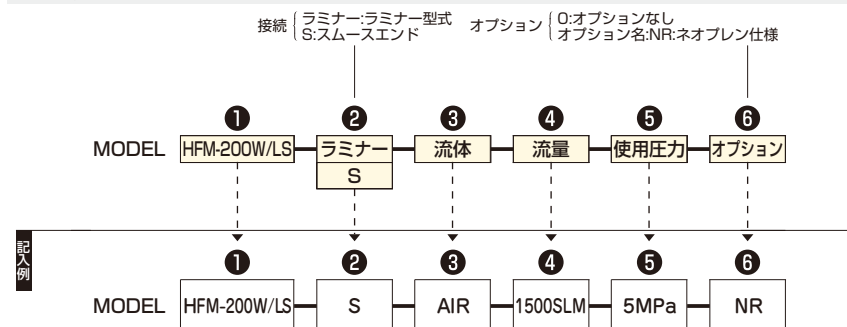 接続 ラミナー:ラミナー型式
S:スムースエンド
オプション 0:オプションなし
オプション名:NR:ネオプレン仕様
❶ ❷ ❸ ❹ ❺ ❻
MODEL HFM-200W/LS ラミナー 流体 流量 使用圧力 オプション
S
記入例
❶ ❷ ❸ ❹ ❺ ❻
MODEL HFM-200W/LS S AIR 1500SLM 5MPa NR